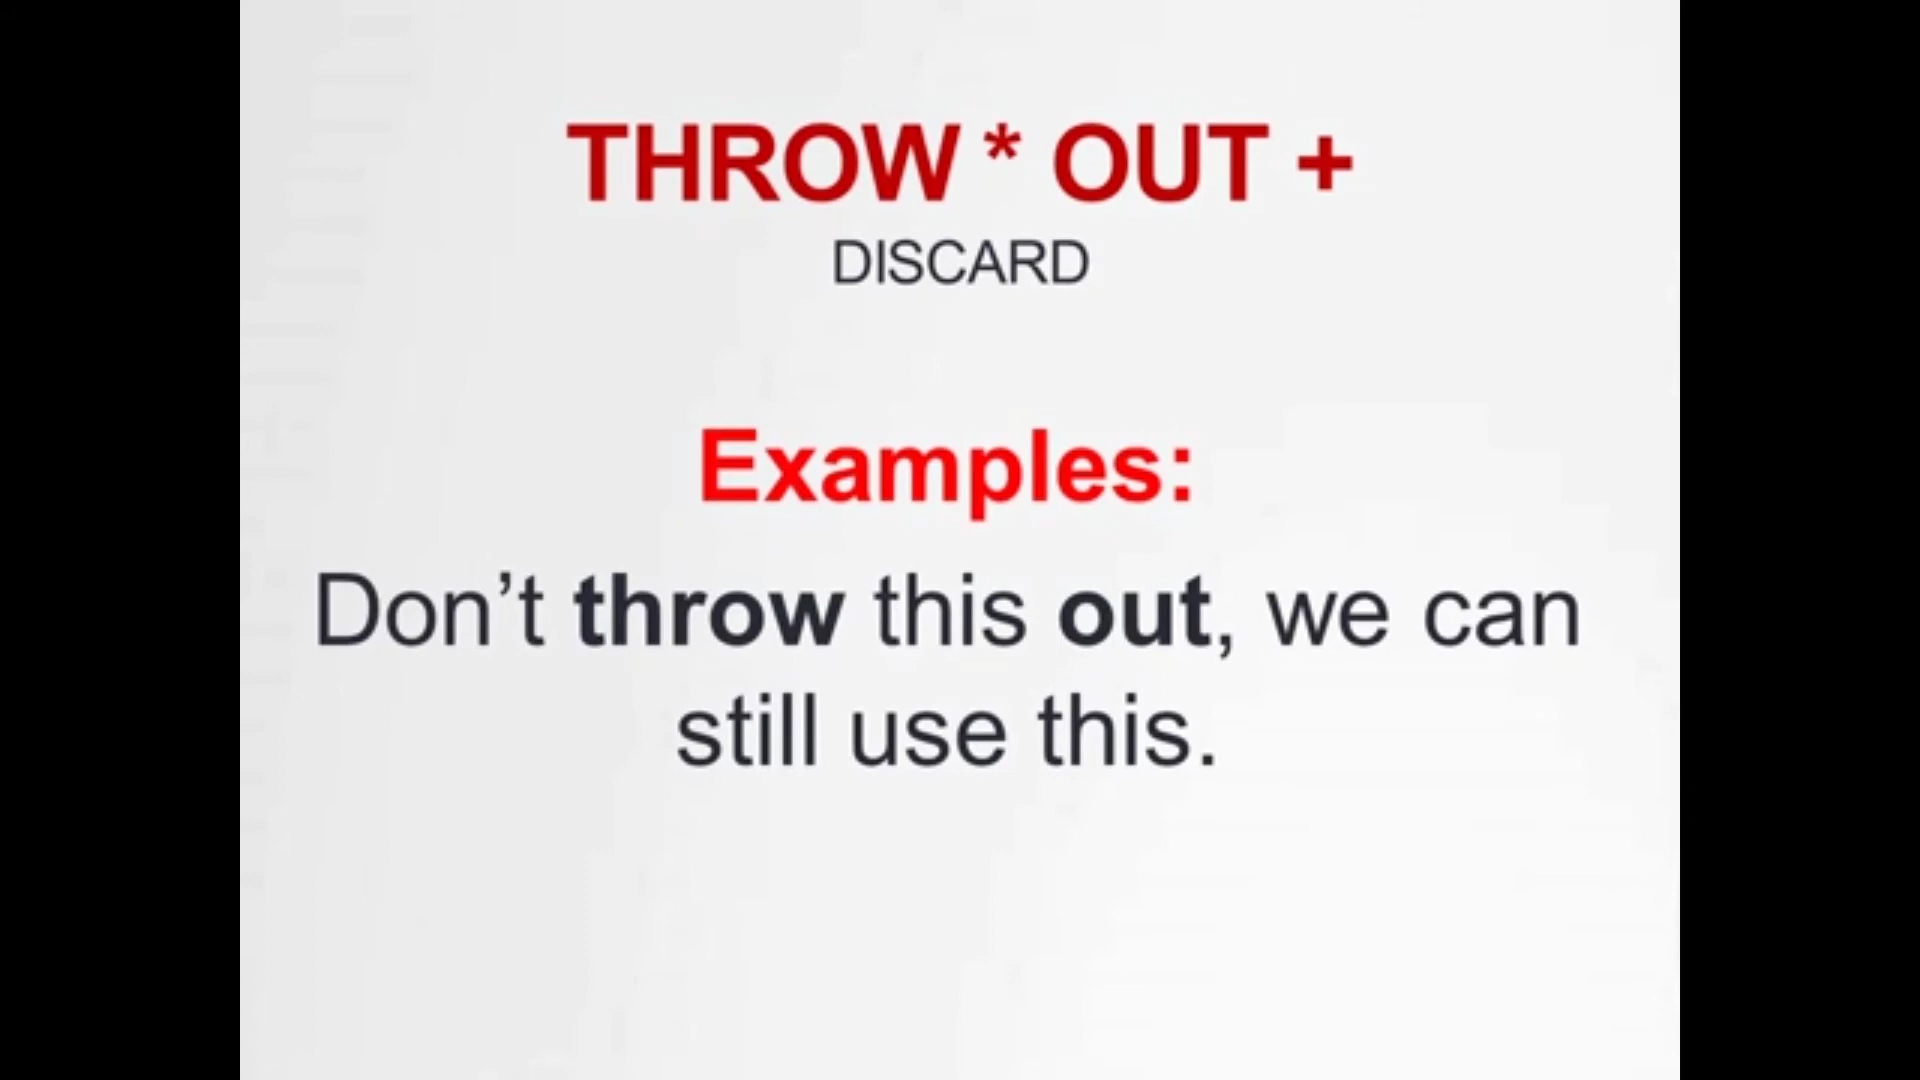 THROW * OUT +
DISCARD
Examples:
Don’t throw this out, we can
still use this.